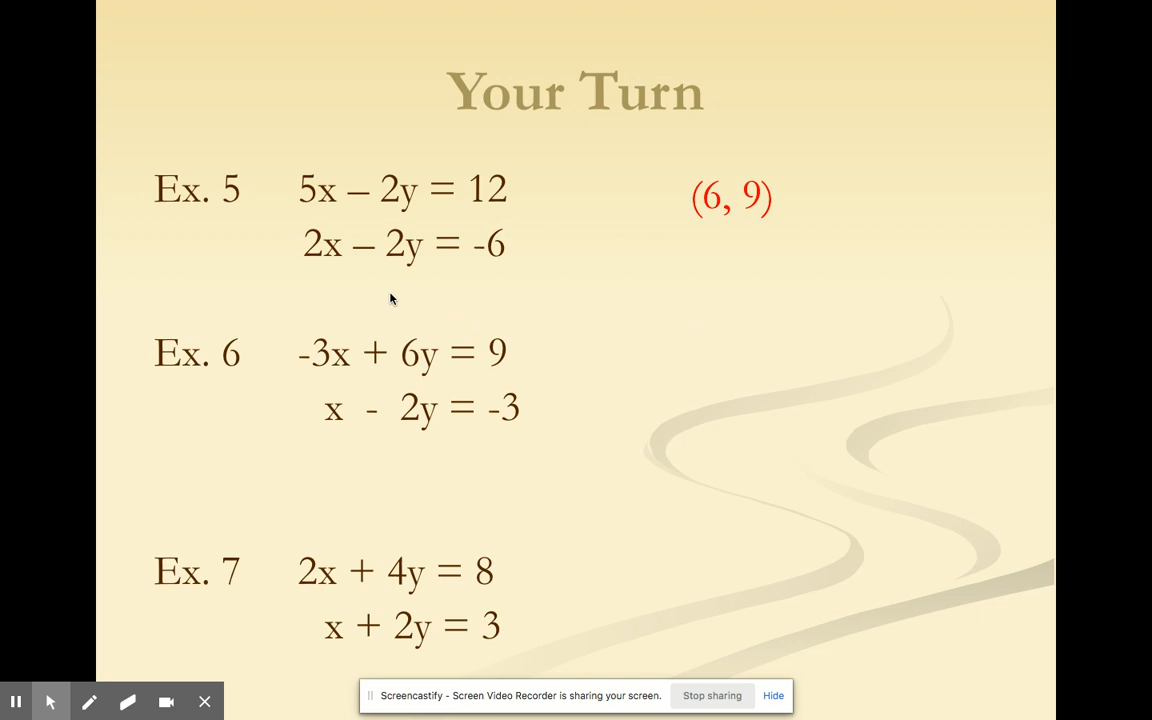 Your Turn
Ex. 5 5x – 2y = 12 (6, 9)
2x – 2y = -6
Ex. 6 -3x + 6y = 9
x - 2y = -3
Ex. 7 2x + 4y = 8
x + 2y = 3
Screencastify - Screen Video Recorder is sharing your screen. Stop sharing Hide